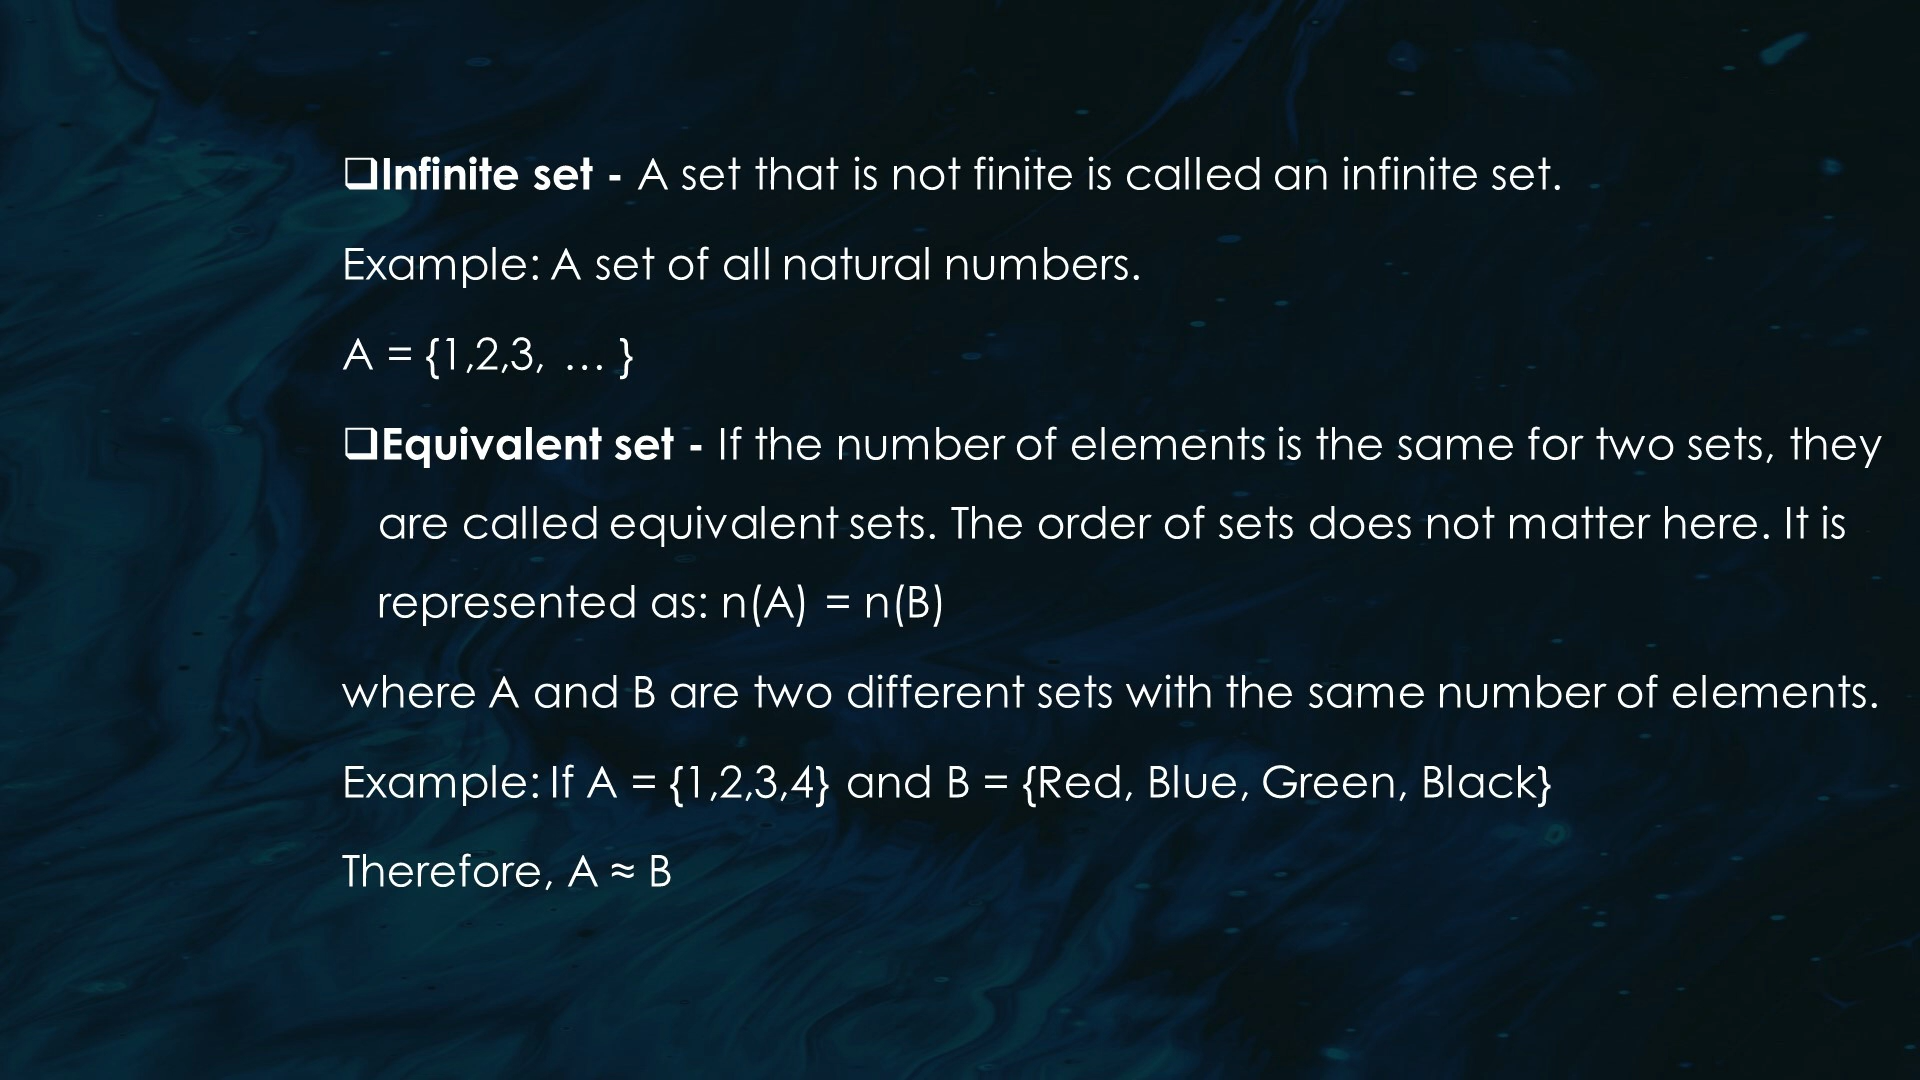 ❑Infinite set - A set that is not finite is called an infinite set.
Example: A set of all natural numbers.
A = {1,2,3, … }
❑Equivalent set - If the number of elements is the same for two sets, they
are called equivalent sets. The order of sets does not matter here. It is
represented as: n(A) = n(B)
where A and B are two different sets with the same number of elements.
Example: If A = {1,2,3,4} and B = {Red, Blue, Green, Black}
Therefore, A ≈ B